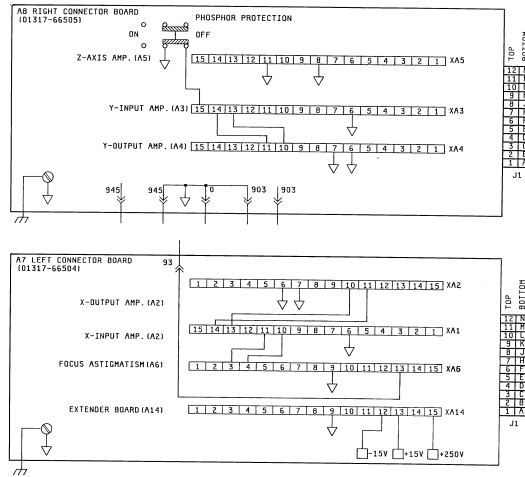 A8 RIGHT CONNECTOR BOARD
(01317-66505)
PHOSPHOR PROTECTION
ON OFF
Z-AXIS AMP.(A5) 15 14 13 12 11 10 9 8 7 6 5 4 3 2 1 XA5
Y-INPUT AMP.(A3) 15 14 13 12 11 10 9 8 7 6 5 4 3 2 1 XA3
Y-OUTPUT AMP.(A4) 15 14 13 12 11 10 9 8 7 6 5 4 3 2 1 XA4
TOP BOTTOM
12
11
10
9
8
7
6
5
4
3
2
1 A
J1
945 945 0 903 903
A7 LEFT CONNECTOR BOARD
(01317-66504)
93
1 2 3 4 5 6 7 8 9 10 11 12 13 14 15 XA2
X-OUTPUT AMP.(A2)
15 14 13 12 11 10 9 8 7 6 5 4 3 2 1 XA1
X-INPUT AMP.(A2)
FOCUS ASTIGMATISM(A6) 1 2 3 4 5 6 7 8 9 10 11 12 13 14 15 XA6
EXTENDER BOARD(A14) 1 2 3 4 5 6 7 8 9 10 11 12 13 14 15 XA14
-15V +15V +250V
TOP BOTTOM
12 N
11 M
10 L
9 K
8 J
7 H
6 F
5 E
4 D
3 C
2 B
1 A
J1